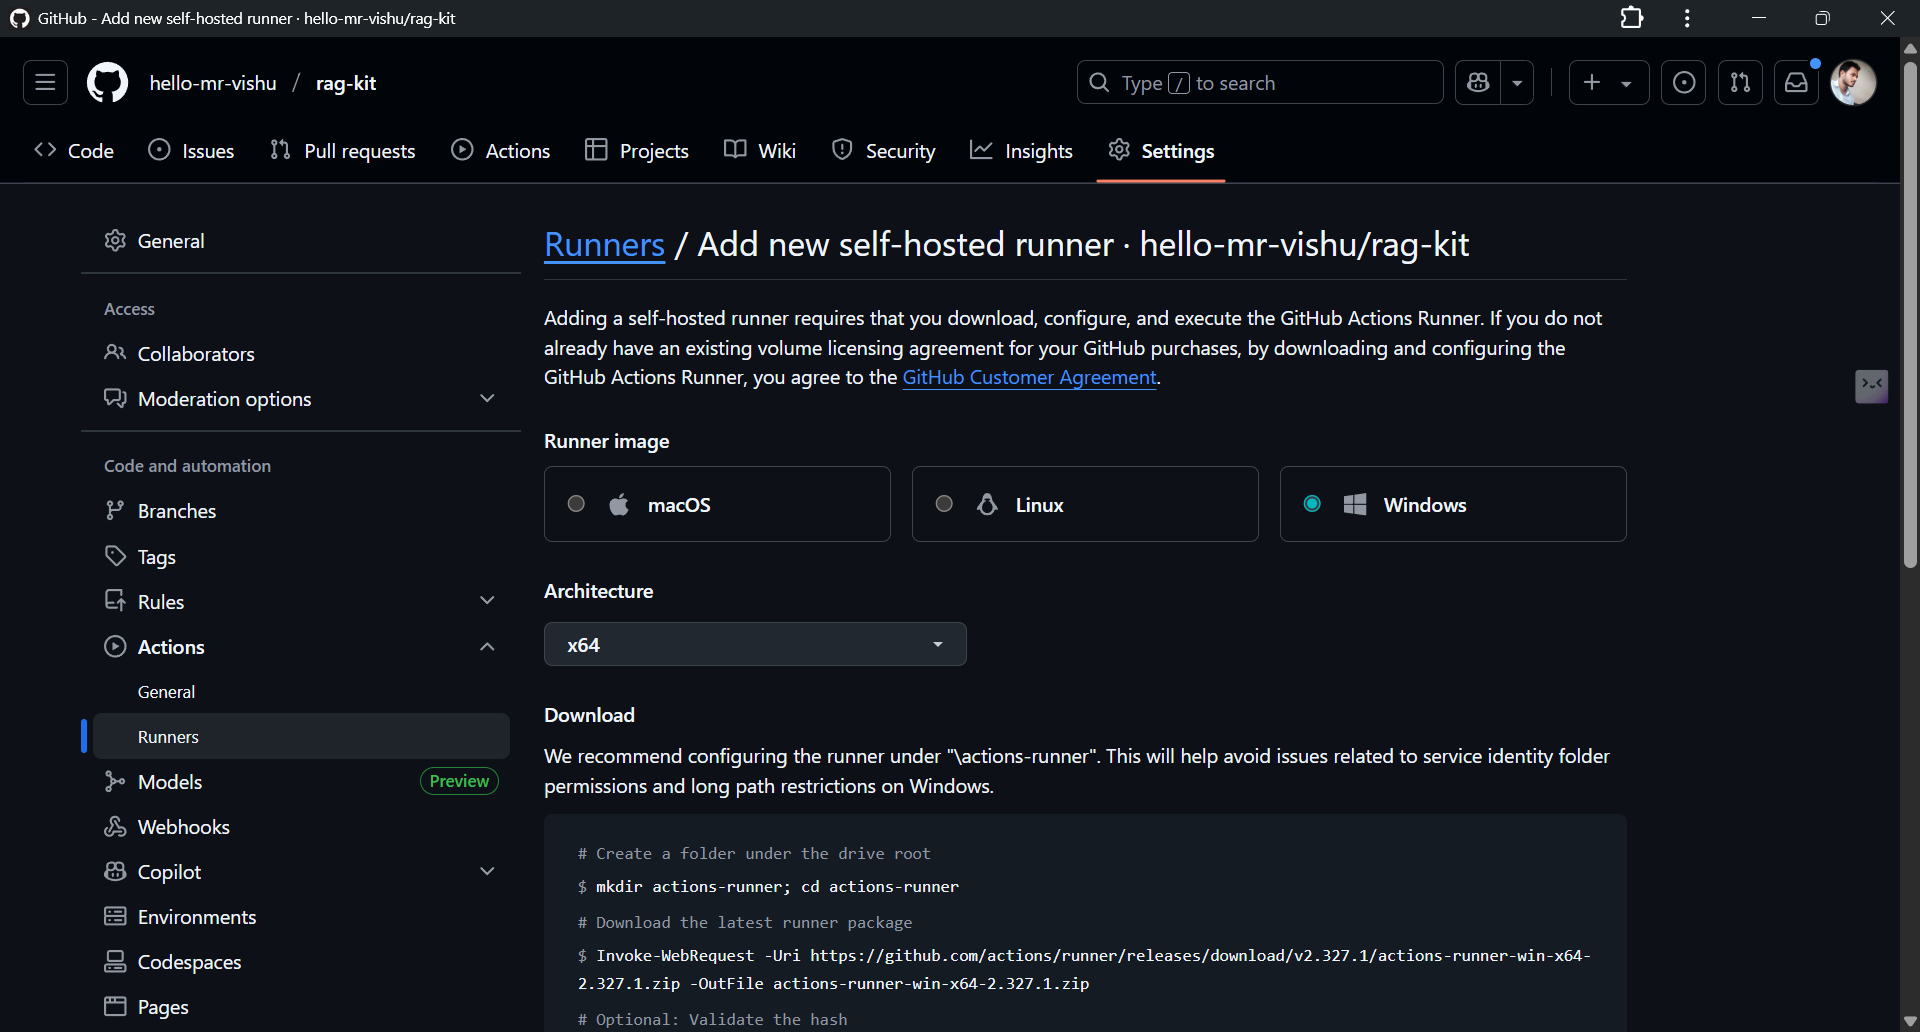 GitHub - Add new self-hosted runner · hello-mr-vishu/rag-kit
hello-mr-vishu / rag-kit
Type / to search
Code
Issues
Pull requests
Actions
Projects
Wiki
Security
Insights
Settings
General
Access
Collaborators
Moderation options
Code and automation
Branches
Tags
Rules
Actions
General
Runners
Models
Preview
Webhooks
Copilot
Environments
Codespaces
Pages
Runners / Add new self-hosted runner · hello-mr-vishu/rag-kit
Adding a self-hosted runner requires that you download, configure, and execute the GitHub Actions Runner. If you do not
already have an existing volume licensing agreement for your GitHub purchases, by downloading and configuring the
GitHub Actions Runner, you agree to the GitHub Customer Agreement.
Runner image
macOS
Linux
Windows
Architecture
x64
Download
We recommend configuring the runner under "\actions-runner". This will help avoid issues related to service identity folder
permissions and long path restrictions on Windows.
# Create a folder under the drive root
$ mkdir actions-runner; cd actions-runner
# Download the latest runner package
$ Invoke-WebRequest -Uri https://github.com/actions/runner/releases/download/v2.327.1/actions-runner-win-x64-
2.327.1.zip -OutFile actions-runner-win-x64-2.327.1.zip
# Optional: Validate the hash